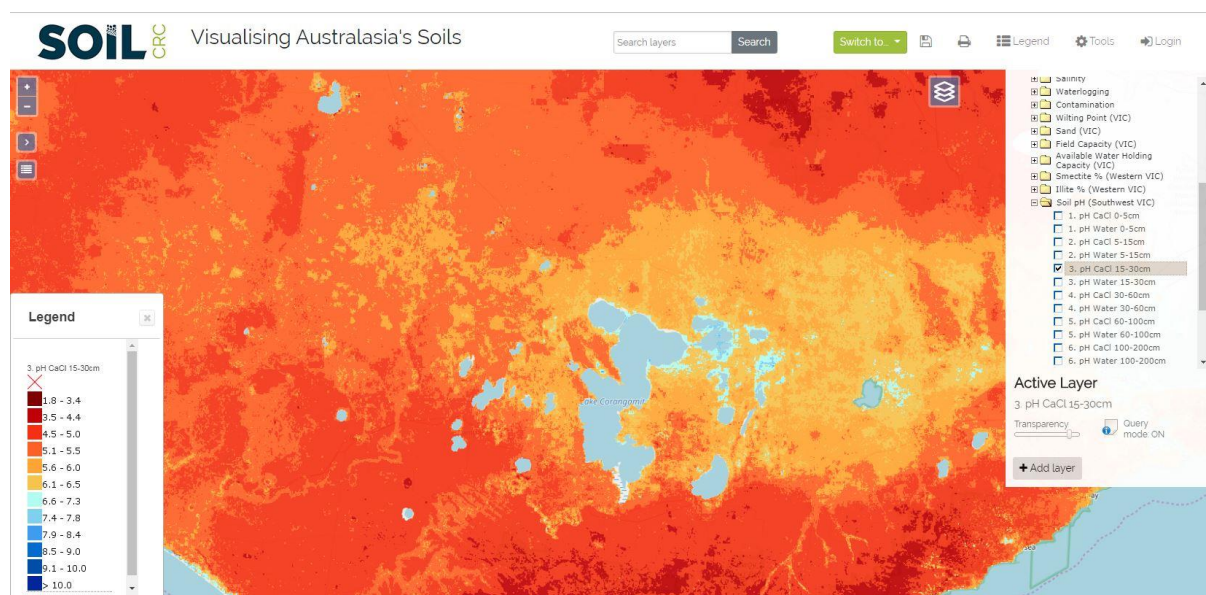 SOIL CRC
Visualising Australasia's Soils
Search layers
Search
Switch to...
Legend
Tools
Login
+
−
›
Salinity
Waterlogging
Contamination
Wilting Point (VIC)
Sand (VIC)
Field Capacity (VIC)
Available Water Holding
Capacity (VIC)
Smectite % (Western VIC)
Illite % (Western VIC)
Soil pH (Southwest VIC)
1. pH CaCl 0-5cm
1. pH Water 0-5cm
2. pH CaCl 5-15cm
2. pH Water 5-15cm
3. pH CaCl 15-30cm
3. pH Water 15-30cm
4. pH CaCl 30-60cm
4. pH Water 30-60cm
5. pH CaCl 60-100cm
5. pH Water 60-100cm
6. pH CaCl 100-200cm
6. pH Water 100-200cm
Active Layer
3. pH CaCl 15-30cm
Transparency
Query
mode: ON
+ Add layer
Lake Corangamite
Legend
x
3. pH CaCl 15-30cm
1.8 - 3.4
3.5 - 4.4
4.5 - 5.0
5.1 - 5.5
5.6 - 6.0
6.1 - 6.5
6.6 - 7.3
7.4 - 7.8
7.9 - 8.4
8.5 - 9.0
9.1 - 10.0
> 10.0